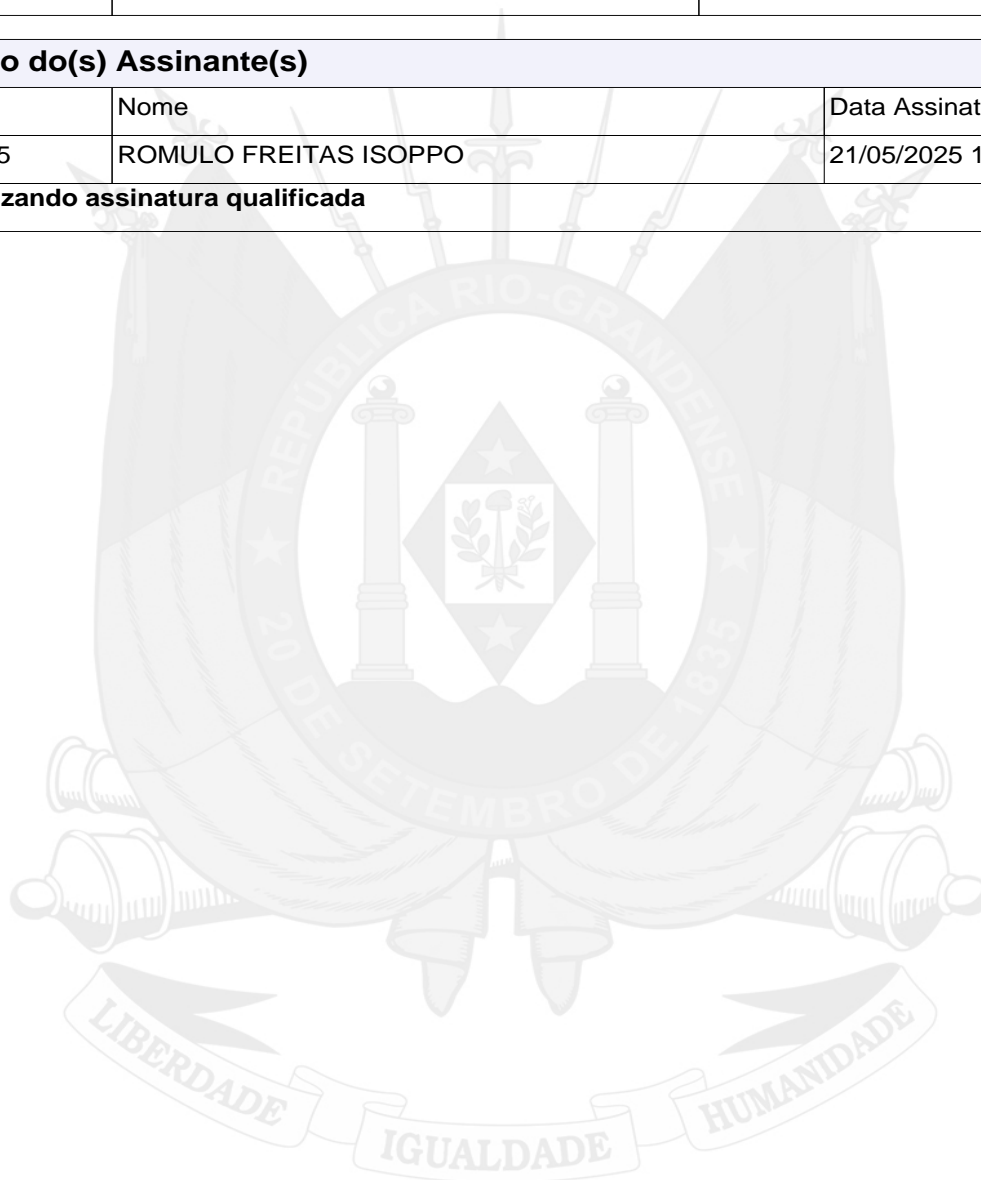 o do(s) Assinante(s)
Nome Data Assinat
5 ROMULO FREITAS ISOPPO 21/05/2025 1
zando assinatura qualificada
REPÚBLICA RIO-GRANDENSE
20 DE SETEMBRO DE 1835
LIBERDADE IGUALDADE HUMANIDADE